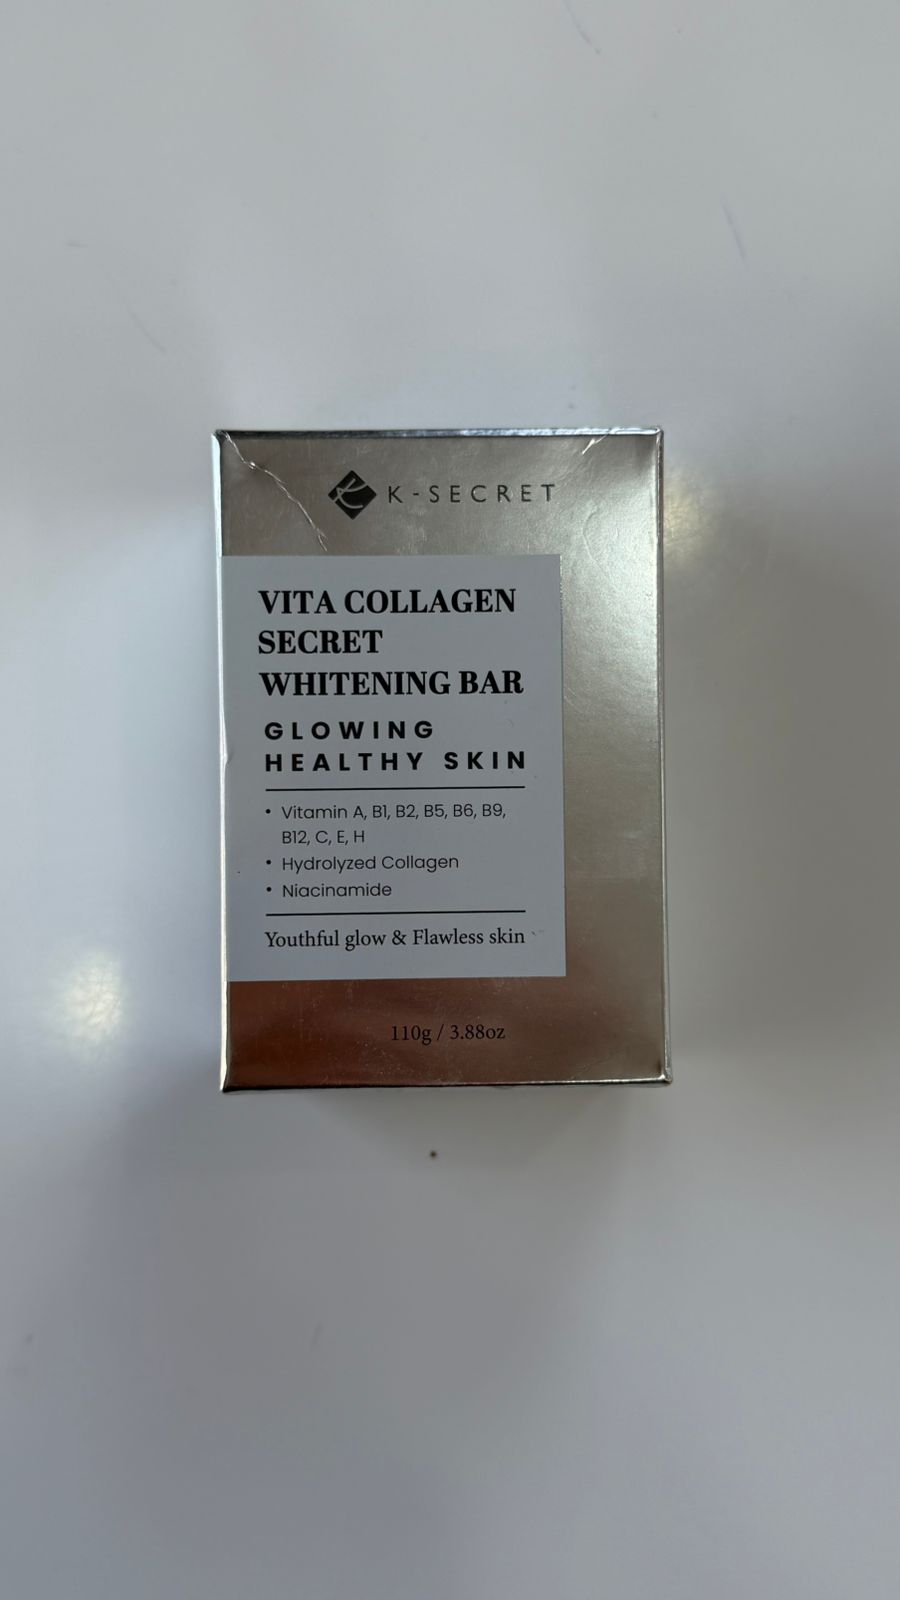 K-SECRET
VITA COLLAGEN
SECRET
WHITENING BAR
GLOWING
HEALTHY SKIN
• Vitamin A, B1, B2, B5, B6, B9,
B12, C, E, H
• Hydrolyzed Collagen
• Niacinamide
Youthful glow & Flawless skin
110g / 3.88oz